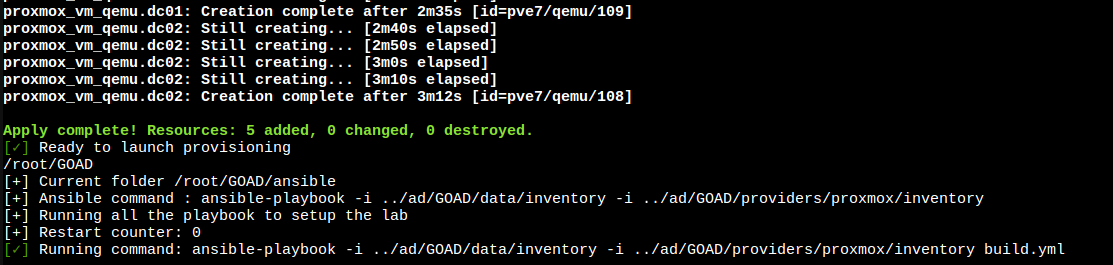 proxmox_vm_qemu.dc01: Creation complete after 2m35s [id=pve7/qemu/109]
proxmox_vm_qemu.dc02: Still creating... [2m40s elapsed]
proxmox_vm_qemu.dc02: Still creating... [2m50s elapsed]
proxmox_vm_qemu.dc02: Still creating... [3m0s elapsed]
proxmox_vm_qemu.dc02: Still creating... [3m10s elapsed]
proxmox_vm_qemu.dc02: Creation complete after 3m12s [id=pve7/qemu/108]

Apply complete! Resources: 5 added, 0 changed, 0 destroyed.
[✓] Ready to launch provisioning
/root/GOAD
[+] Current folder /root/GOAD/ansible
[+] Ansible command : ansible-playbook -i ../ad/GOAD/data/inventory -i ../ad/GOAD/providers/proxmox/inventory
[+] Running all the playbook to setup the lab
[+] Restart counter: 0
[✓] Running command: ansible-playbook -i ../ad/GOAD/data/inventory -i ../ad/GOAD/providers/proxmox/inventory build.yml